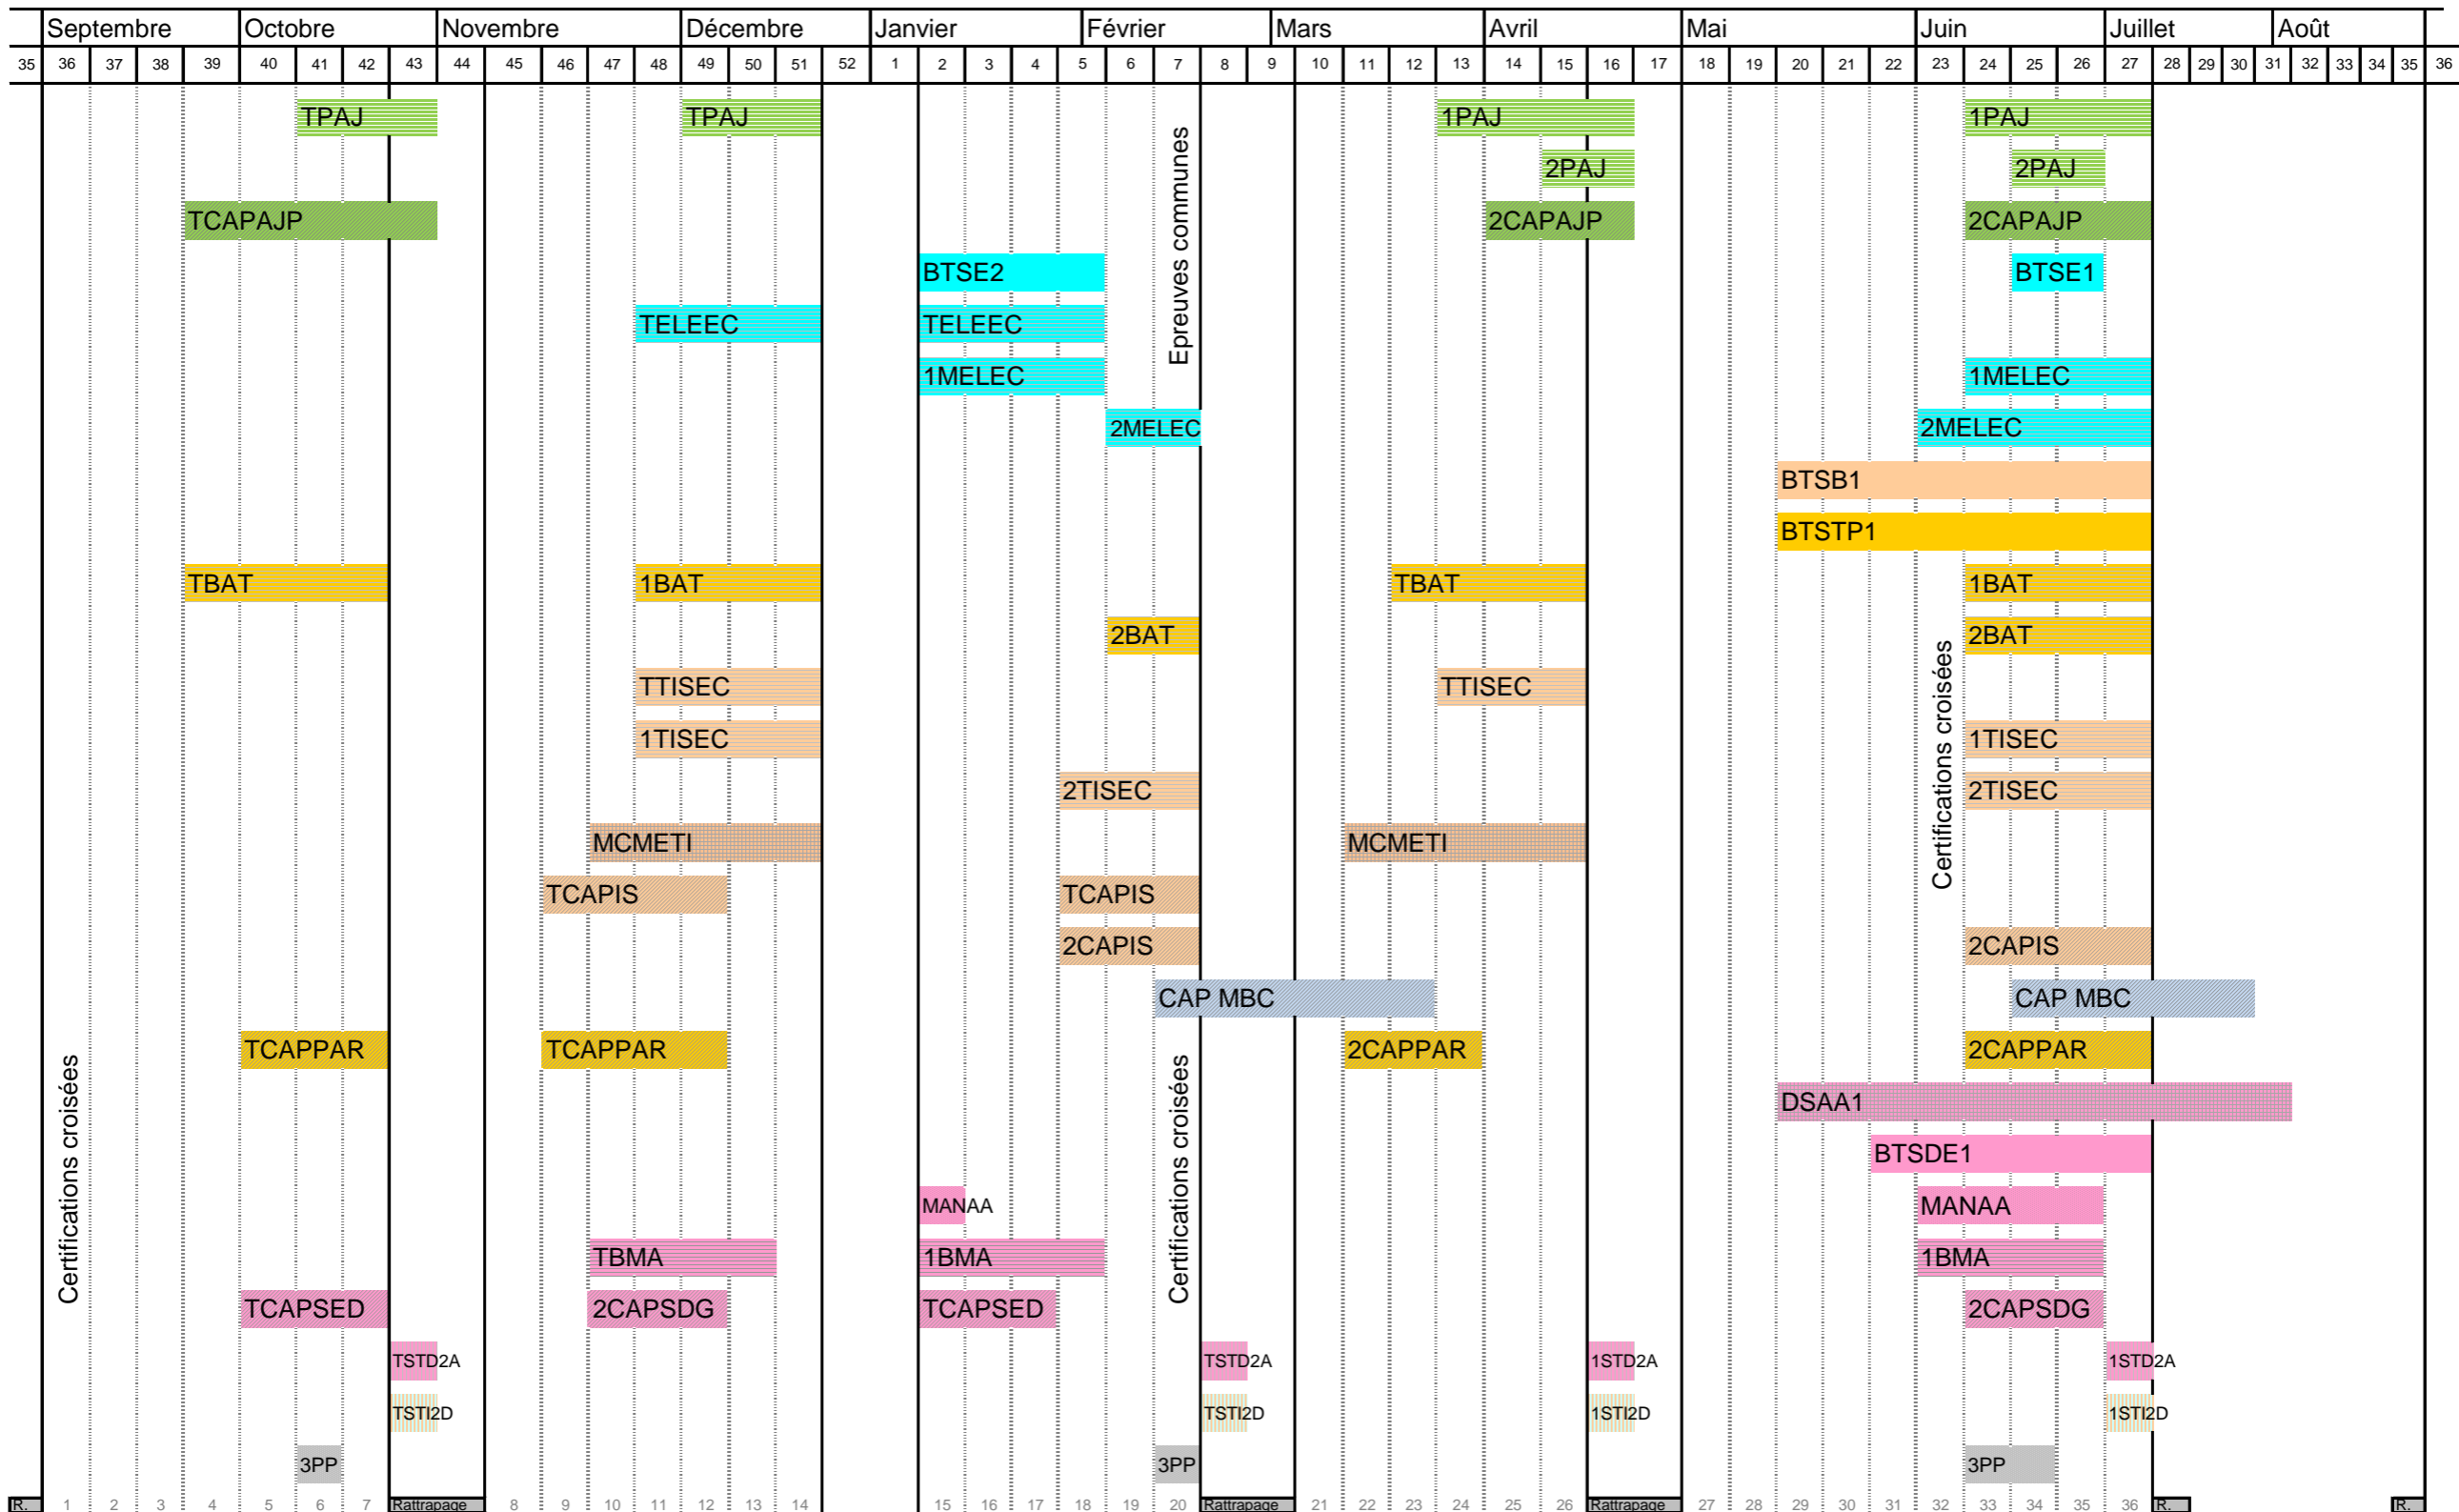 Septembre Octobre Novembre Décembre Janvier Février Mars Avril Mai Juin Juillet Août
35 36 37 38 39 40 41 42 43 44 45 46 47 48 49 50 51 52 1 2 3 4 5 6 7 8 9 10 11 12 13 14 15 16 17 18 19 20 21 22 23 24 25 26 27 28 29 30 31 32 33 34 35 36
TPAJ TPAJ 1PAJ 1PAJ
2PAJ 2PAJ
TCAPAJP 2CAPAJP 2CAPAJP
Epreuves communes
BTSE2 BTSE1
TELEEC TELEEC
1MELEC 1MELEC
2MELEC 2MELEC
BTSB1
BTSTP1
TBAT 1BAT TBAT 1BAT
2BAT 2BAT
TTISEC TTISEC
1TISEC 1TISEC
Certifications croisées
2TISEC 2TISEC
MCMETI MCMETI
TCAPIS TCAPIS
2CAPIS 2CAPIS
CAP MBC CAP MBC
TCAPPAR TCAPPAR 2CAPPAR 2CAPPAR
DSAA1
BTSDE1
Certifications croisées Certifications croisées
MANAA MANAA
TBMA 1BMA 1BMA
TCAPSED 2CAPSDG TCAPSED 2CAPSDG
TSTD2A TSTD2A 1STD2A 1STD2A
TSTI2D TSTI2D 1STI2D 1STI2D
3PP 3PP 3PP
R. 1 2 3 4 5 6 7 Rattrapage 8 9 10 11 12 13 14 15 16 17 18 19 20 Rattrapage 21 22 23 24 25 26 Rattrapage 27 28 29 30 31 32 33 34 35 36 R. R.